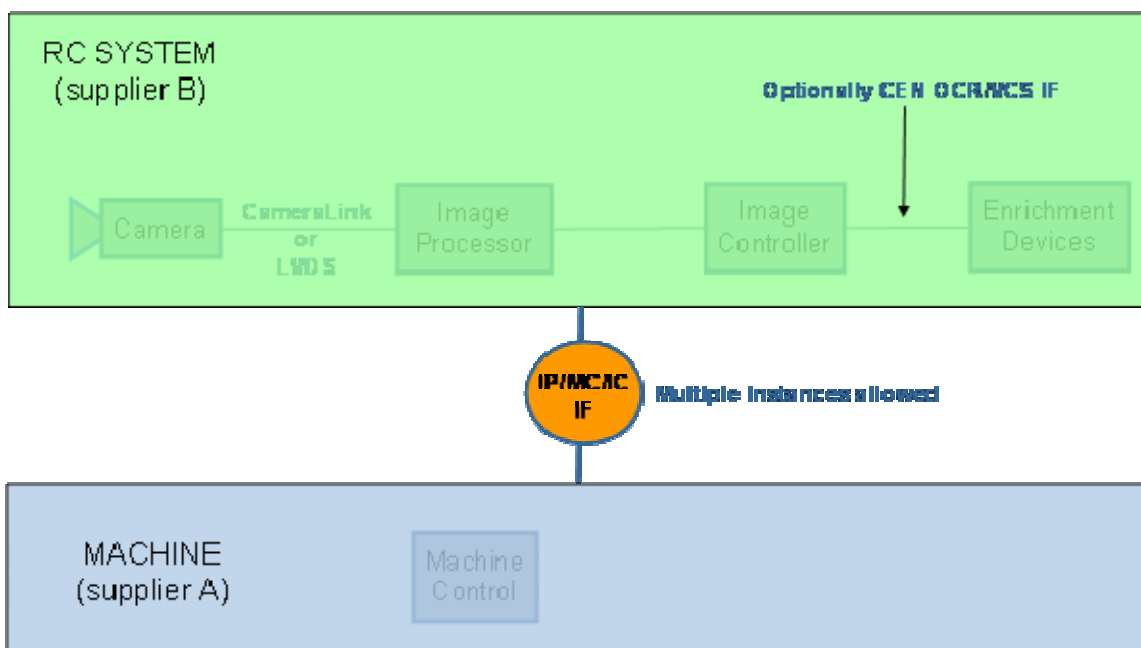 RC SYSTEM
(supplier B)
Optionally CEN OCR/VCS IF
Camera
CameraLink
or
LVDS
Image
Processor
Image
Controller
Enrichment
Devices
IP/MC/IC
IF
Multiple instances allowed
MACHINE
(supplier A)
Machine
Control